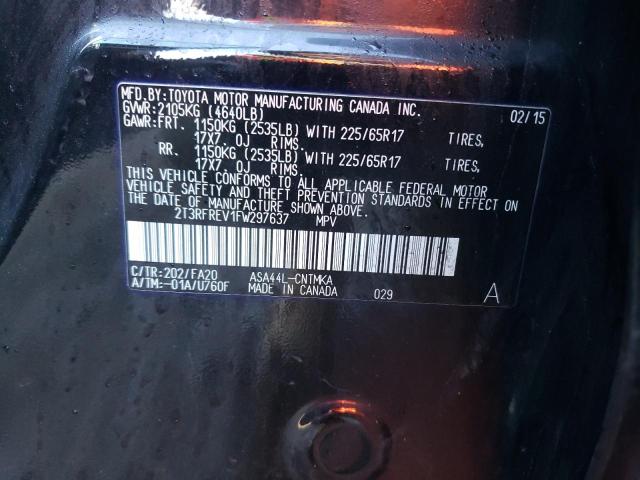 MFD.BY:TOYOTA MOTOR MANUFACTURING CANADA INC. 02/15
GVWR:2105KG (4640LB)
GAWR:FRT. 1150KG (2535LB) WITH 225/65R17 TIRES,
17X7.0J RIMS.
RR. 1150KG (2535LB) WITH 225/65R17 TIRES,
17X7.0J RIMS.
THIS VEHICLE CONFORMS TO ALL APPLICABLE FEDERAL MOTOR
VEHICLE SAFETY AND THEFT PREVENTION STANDARDS IN EFFECT ON
THE DATE OF MANUFACTURE SHOWN ABOVE.
2T3RFREV1FW297637 MPV
C/TR:202/FA20 ASA44L-CNTMKA
A/TM:-01A/U760F MADE IN CANADA 029 A